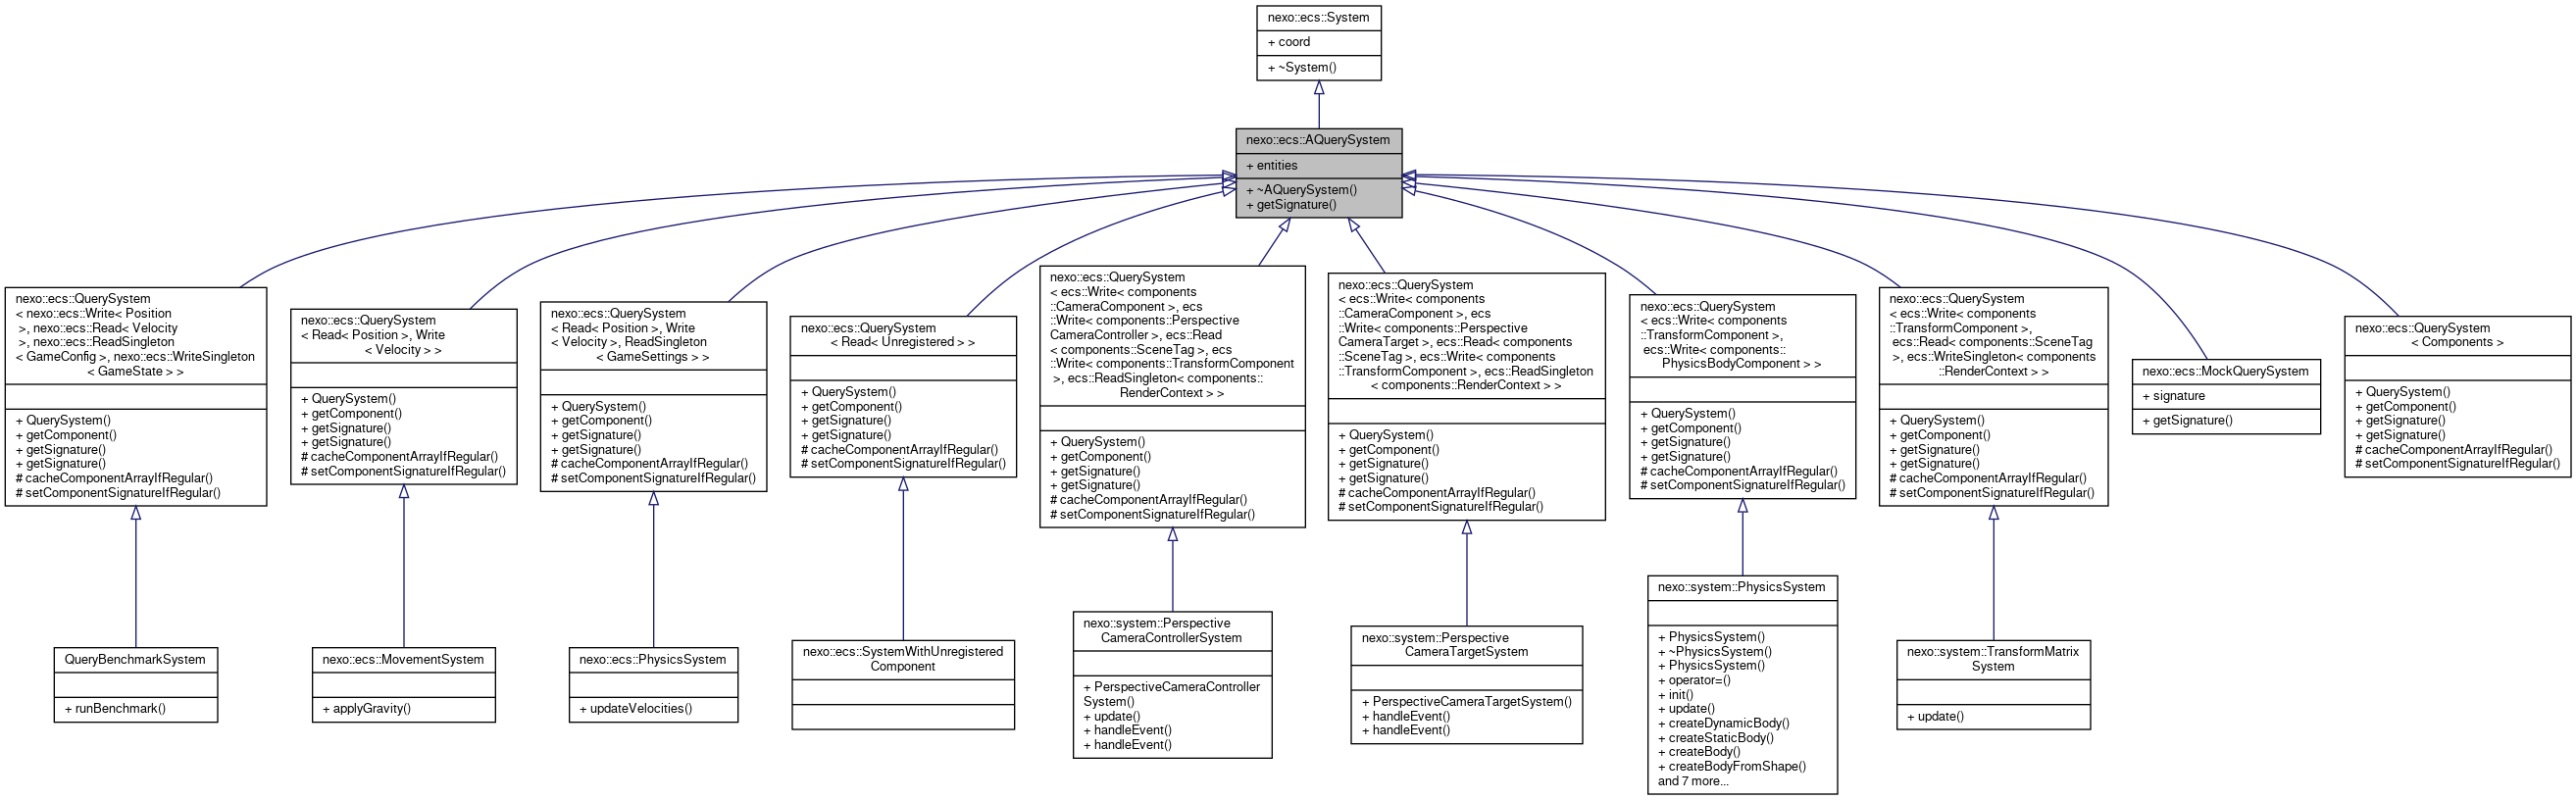 nexo::ecs::System
+ coord
+ ~System()
nexo::ecs::AQuerySystem
+ entities
+ ~AQuerySystem()
+ getSignature()
nexo::ecs::QuerySystem
< nexo::ecs::Write< Position
>, nexo::ecs::Read< Velocity
>, nexo::ecs::ReadSingleton
< GameConfig >, nexo::ecs::WriteSingleton
< GameState > >
+ QuerySystem()
+ getComponent()
+ getSignature()
+ getSignature()
# cacheComponentArrayIfRegular()
# setComponentSignatureIfRegular()
nexo::ecs::QuerySystem
< Read< Position >, Write
< Velocity > >
+ QuerySystem()
+ getComponent()
+ getSignature()
+ getSignature()
# cacheComponentArrayIfRegular()
# setComponentSignatureIfRegular()
nexo::ecs::QuerySystem
< Read< Position >, Write
< Velocity >, ReadSingleton
< GameSettings > >
+ QuerySystem()
+ getComponent()
+ getSignature()
+ getSignature()
# cacheComponentArrayIfRegular()
# setComponentSignatureIfRegular()
nexo::ecs::QuerySystem
< Read< Unregistered > >
+ QuerySystem()
+ getComponent()
+ getSignature()
+ getSignature()
# cacheComponentArrayIfRegular()
# setComponentSignatureIfRegular()
nexo::ecs::QuerySystem
< ecs::Write< components
::CameraComponent >, ecs
::Write< components::Perspective
CameraController >, ecs::Read
< components::SceneTag >, ecs
::Write< components::TransformComponent
>, ecs::ReadSingleton< components::
RenderContext > >
+ QuerySystem()
+ getComponent()
+ getSignature()
+ getSignature()
# cacheComponentArrayIfRegular()
# setComponentSignatureIfRegular()
nexo::ecs::QuerySystem
< ecs::Write< components
::CameraComponent >, ecs
::Write< components::Perspective
CameraTarget >, ecs::Read< components
::SceneTag >, ecs::Write< components
::TransformComponent >, ecs::ReadSingleton
< components::RenderContext > >
+ QuerySystem()
+ getComponent()
+ getSignature()
+ getSignature()
# cacheComponentArrayIfRegular()
# setComponentSignatureIfRegular()
nexo::ecs::QuerySystem
< ecs::Write< components
::TransformComponent >,
ecs::Write< components::
PhysicsBodyComponent > >
+ QuerySystem()
+ getComponent()
+ getSignature()
+ getSignature()
# cacheComponentArrayIfRegular()
# setComponentSignatureIfRegular()
nexo::ecs::QuerySystem
< ecs::Write< components
::TransformComponent >,
ecs::Read< components::SceneTag
>, ecs::WriteSingleton< components
::RenderContext > >
+ QuerySystem()
+ getComponent()
+ getSignature()
+ getSignature()
# cacheComponentArrayIfRegular()
# setComponentSignatureIfRegular()
nexo::ecs::MockQuerySystem
+ signature
+ getSignature()
nexo::ecs::QuerySystem
< Components >
+ QuerySystem()
+ getComponent()
+ getSignature()
+ getSignature()
# cacheComponentArrayIfRegular()
# setComponentSignatureIfRegular()
QueryBenchmarkSystem
+ runBenchmark()
nexo::ecs::MovementSystem
+ applyGravity()
nexo::ecs::PhysicsSystem
+ updateVelocities()
nexo::ecs::SystemWithUnregistered
Component
nexo::system::Perspective
CameraControllerSystem
+ PerspectiveCameraController
System()
+ update()
+ handleEvent()
+ handleEvent()
nexo::system::Perspective
CameraTargetSystem
+ PerspectiveCameraTargetSystem()
+ handleEvent()
+ handleEvent()
nexo::system::PhysicsSystem
+ PhysicsSystem()
+ ~PhysicsSystem()
+ PhysicsSystem()
+ operator=()
+ init()
+ update()
+ createDynamicBody()
+ createStaticBody()
+ createBody()
+ createBodyFromShape()
and 7 more...
nexo::system::TransformMatrix
System
+ update()